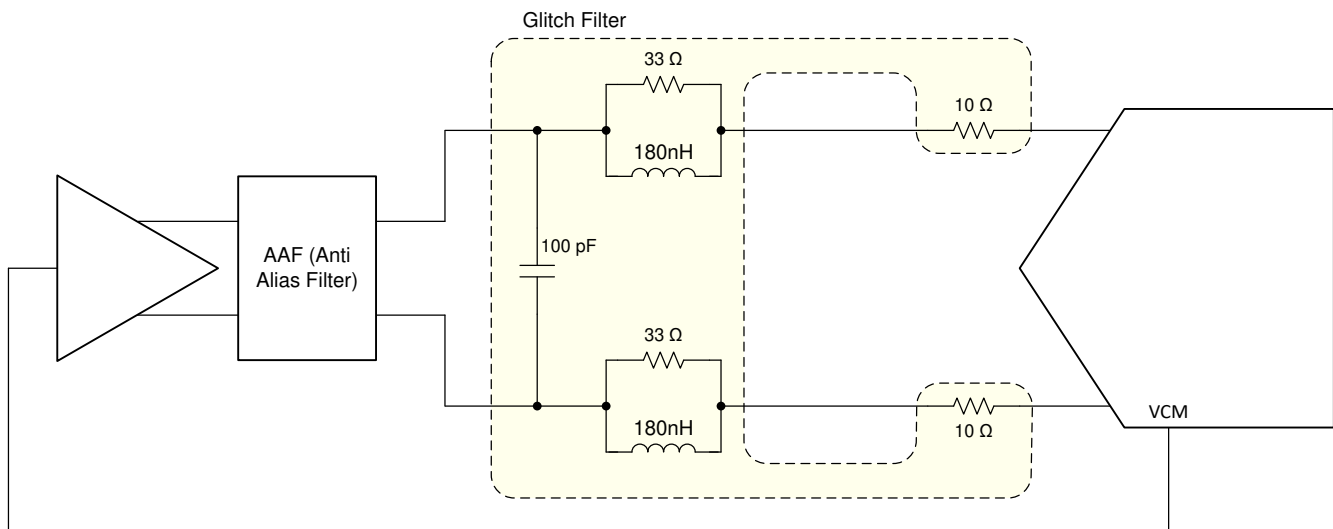 Glitch Filter
33 Ω
10 Ω
180nH
AAF (Anti
Alias Filter)
100 pF
33 Ω
180nH
10 Ω
VCM